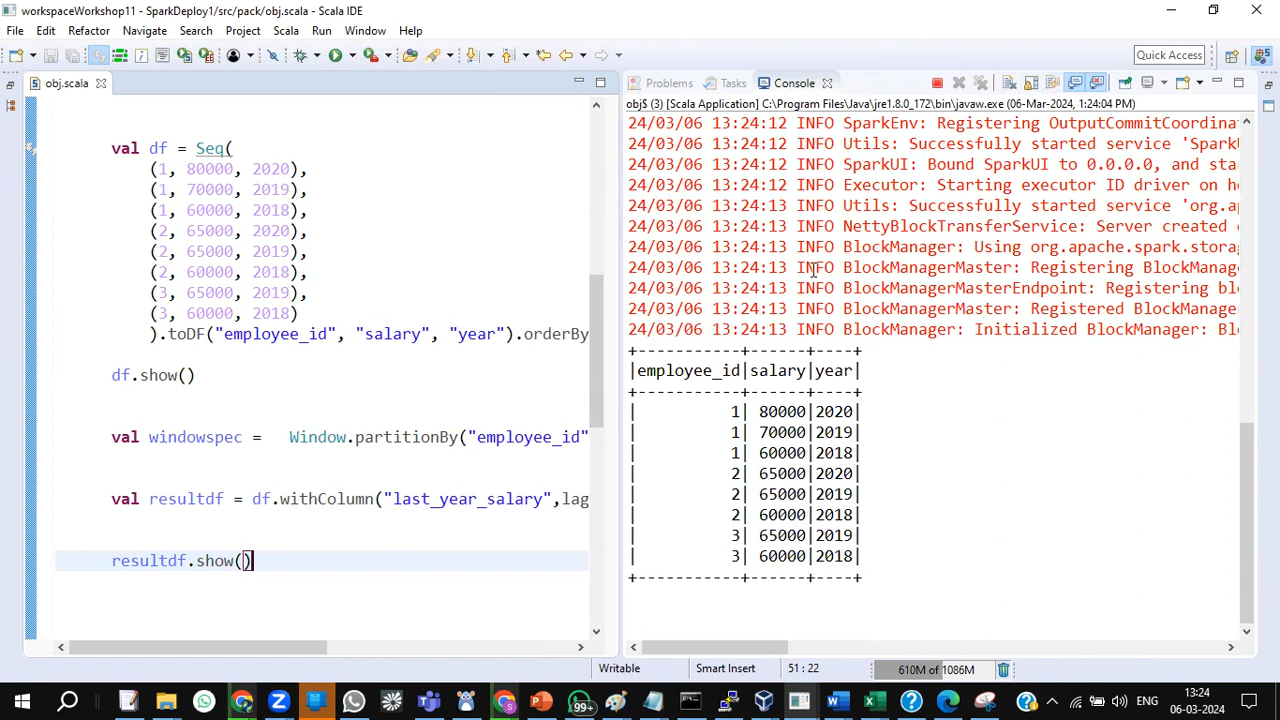 workspaceWorkshop11 - SparkDeploy1/src/pack/obj.scala - Scala IDE
File Edit Refactor Navigate Search Project Scala Run Window Help
Quick Access
obj.scala
val df = Seq(
(1, 80000, 2020),
(1, 70000, 2019),
(1, 60000, 2018),
(2, 65000, 2020),
(2, 65000, 2019),
(2, 60000, 2018),
(3, 65000, 2019),
(3, 60000, 2018)
).toDF("employee_id", "salary", "year").orderBy
df.show()
val windowspec = Window.partitionBy("employee_id"
val resultdf = df.withColumn("last_year_salary",lag
resultdf.show()
Problems Tasks Console
obj$ (3) [Scala Application] C:\Program Files\Java\jre1.8.0_172\bin\javaw.exe (06-Mar-2024, 1:24:04 PM)
24/03/06 13:24:12 INFO SparkEnv: Registering OutputCommitCoordina
24/03/06 13:24:12 INFO Utils: Successfully started service 'SparkU
24/03/06 13:24:12 INFO SparkUI: Bound SparkUI to 0.0.0.0, and sta
24/03/06 13:24:12 INFO Executor: Starting executor ID driver on ho
24/03/06 13:24:13 INFO Utils: Successfully started service 'org.ap
24/03/06 13:24:13 INFO NettyBlockTransferService: Server created o
24/03/06 13:24:13 INFO BlockManager: Using org.apache.spark.storag
24/03/06 13:24:13 INFO BlockManagerMaster: Registering BlockManage
24/03/06 13:24:13 INFO BlockManagerMasterEndpoint: Registering blo
24/03/06 13:24:13 INFO BlockManagerMaster: Registered BlockManager
24/03/06 13:24:13 INFO BlockManager: Initialized BlockManager: Blo
+-----------+------+----+
|employee_id|salary|year|
+-----------+------+----+
| 1| 80000|2020|
| 1| 70000|2019|
| 1| 60000|2018|
| 2| 65000|2020|
| 2| 65000|2019|
| 2| 60000|2018|
| 3| 65000|2019|
| 3| 60000|2018|
+-----------+------+----+
Writable Smart Insert 51 : 22 610M of 1086M
99+
ENG
13:24
06-03-2024